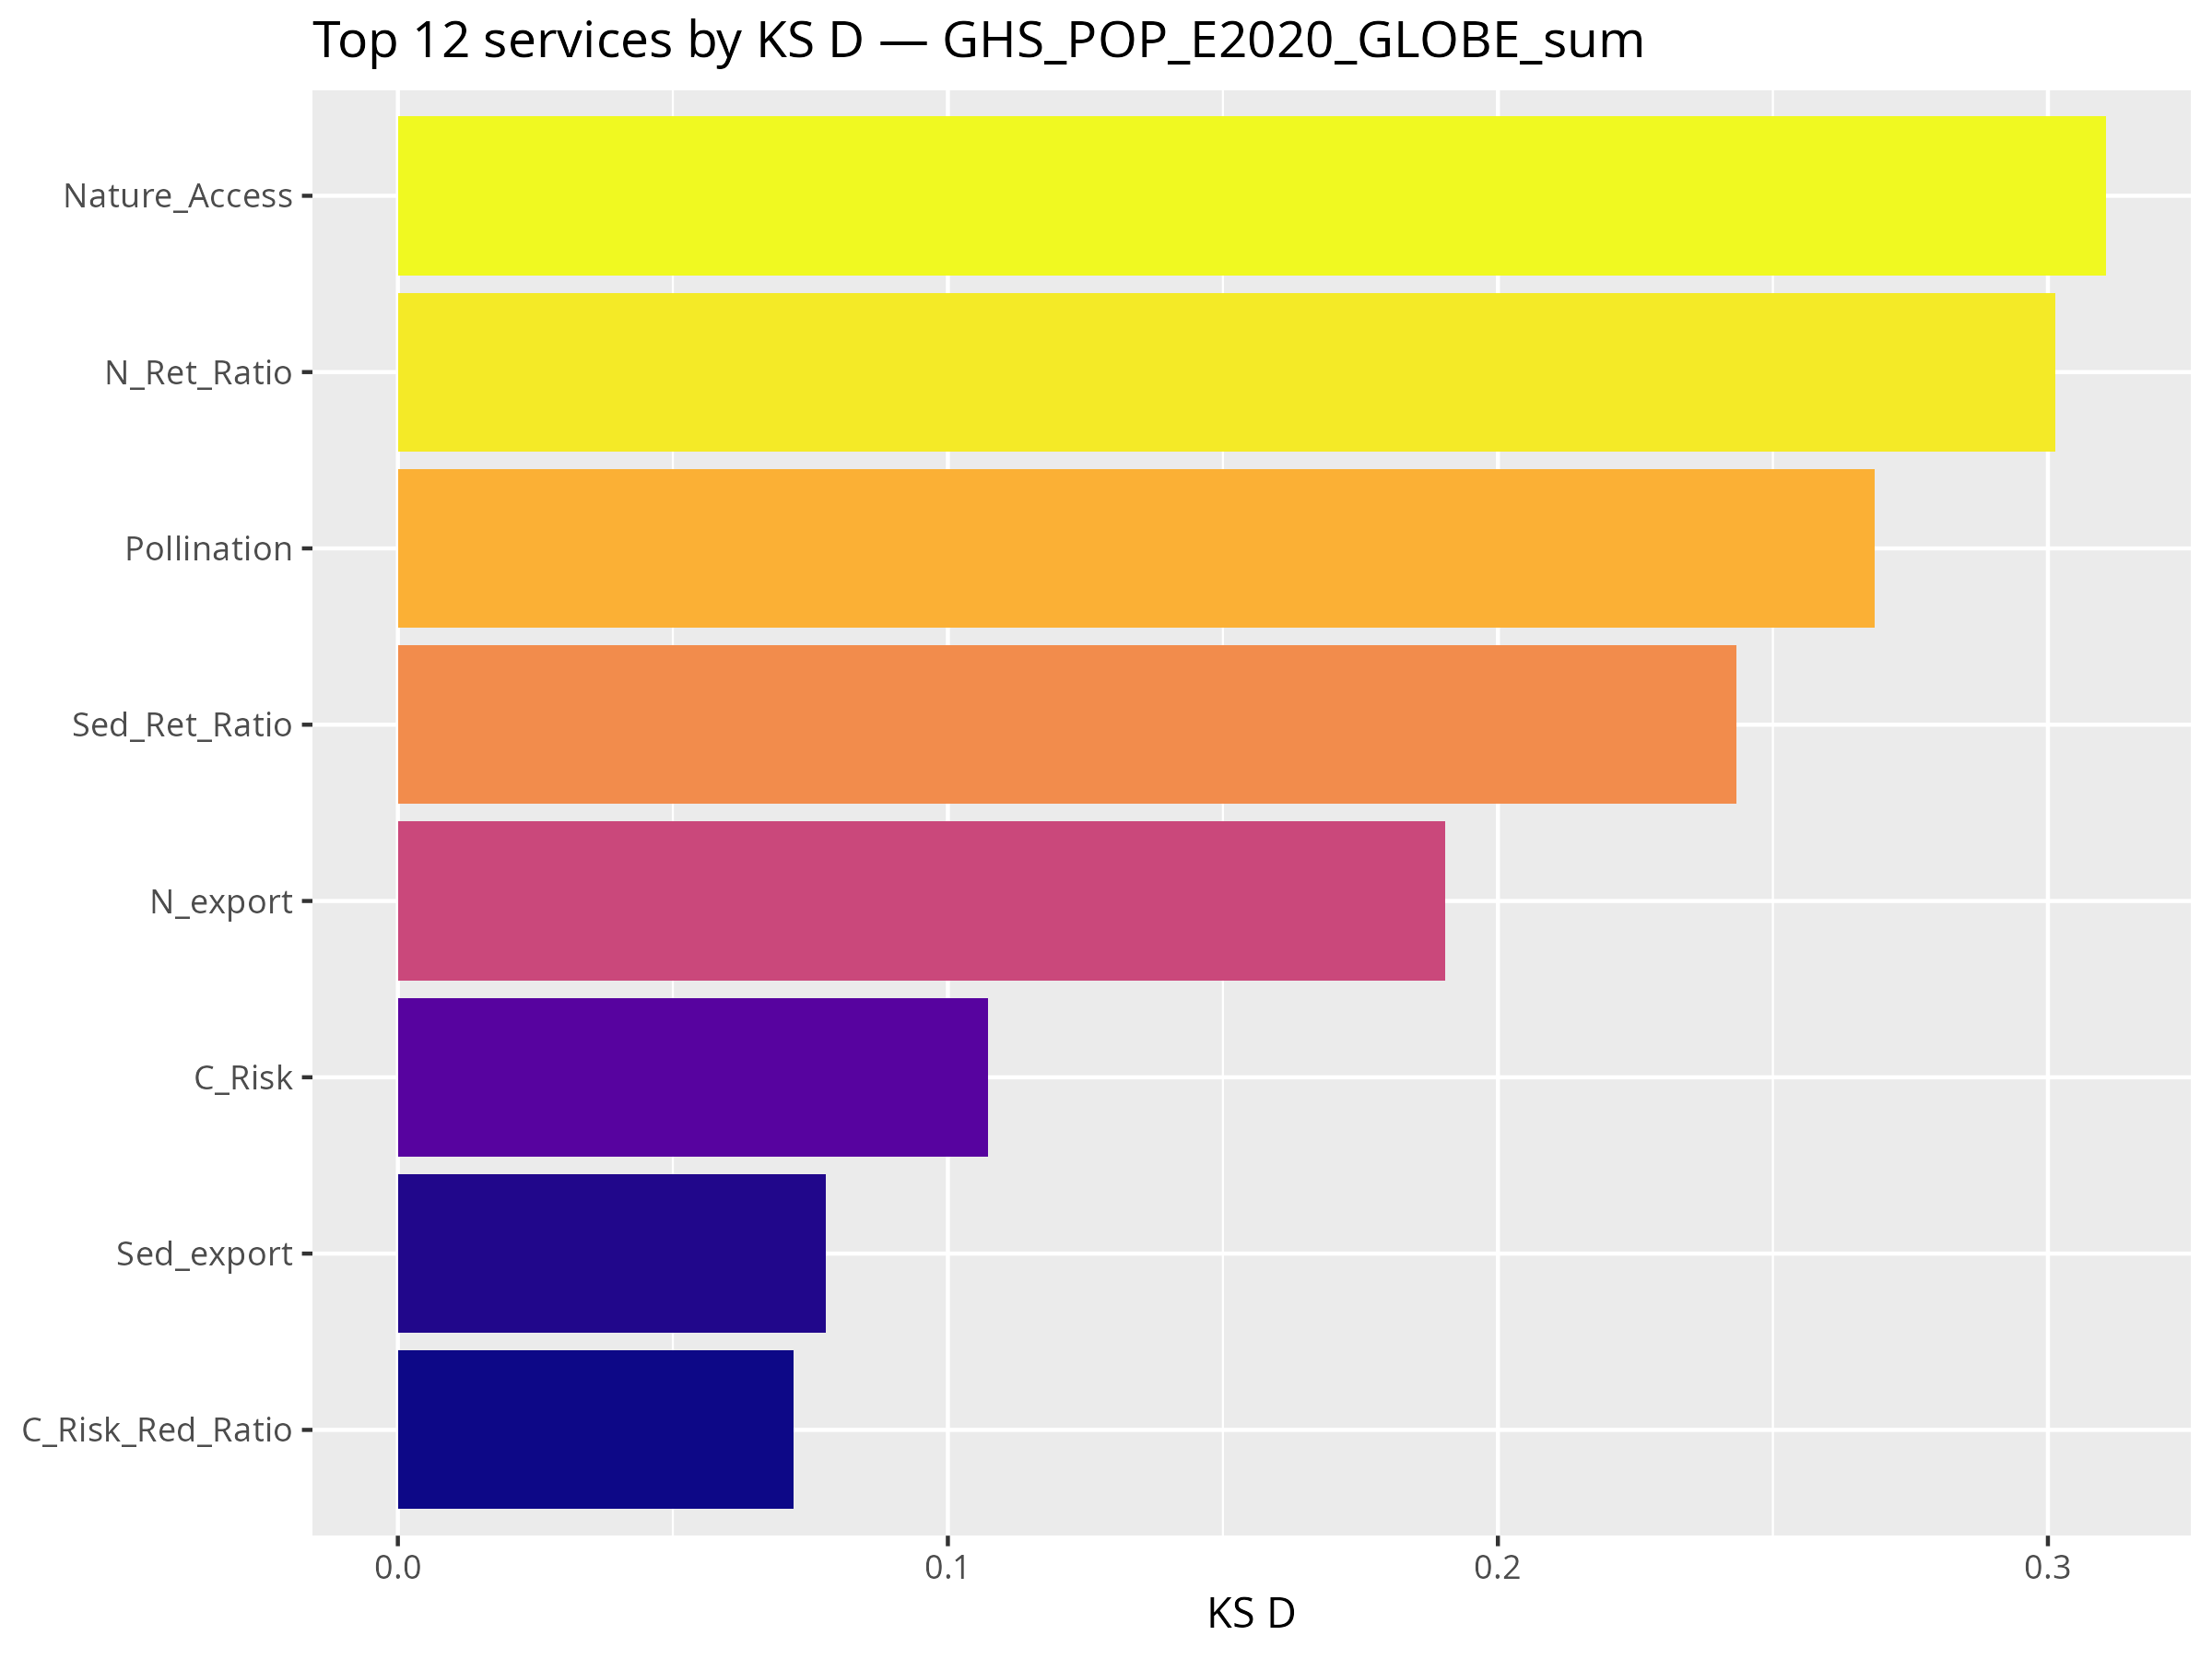 Top 12 services by KS D — GHS_POP_E2020_GLOBE_sum
Nature_Access
N_Ret_Ratio
Pollination
Sed_Ret_Ratio
N_export
C_Risk
Sed_export
C_Risk_Red_Ratio
0.0 0.1 0.2 0.3
KS D